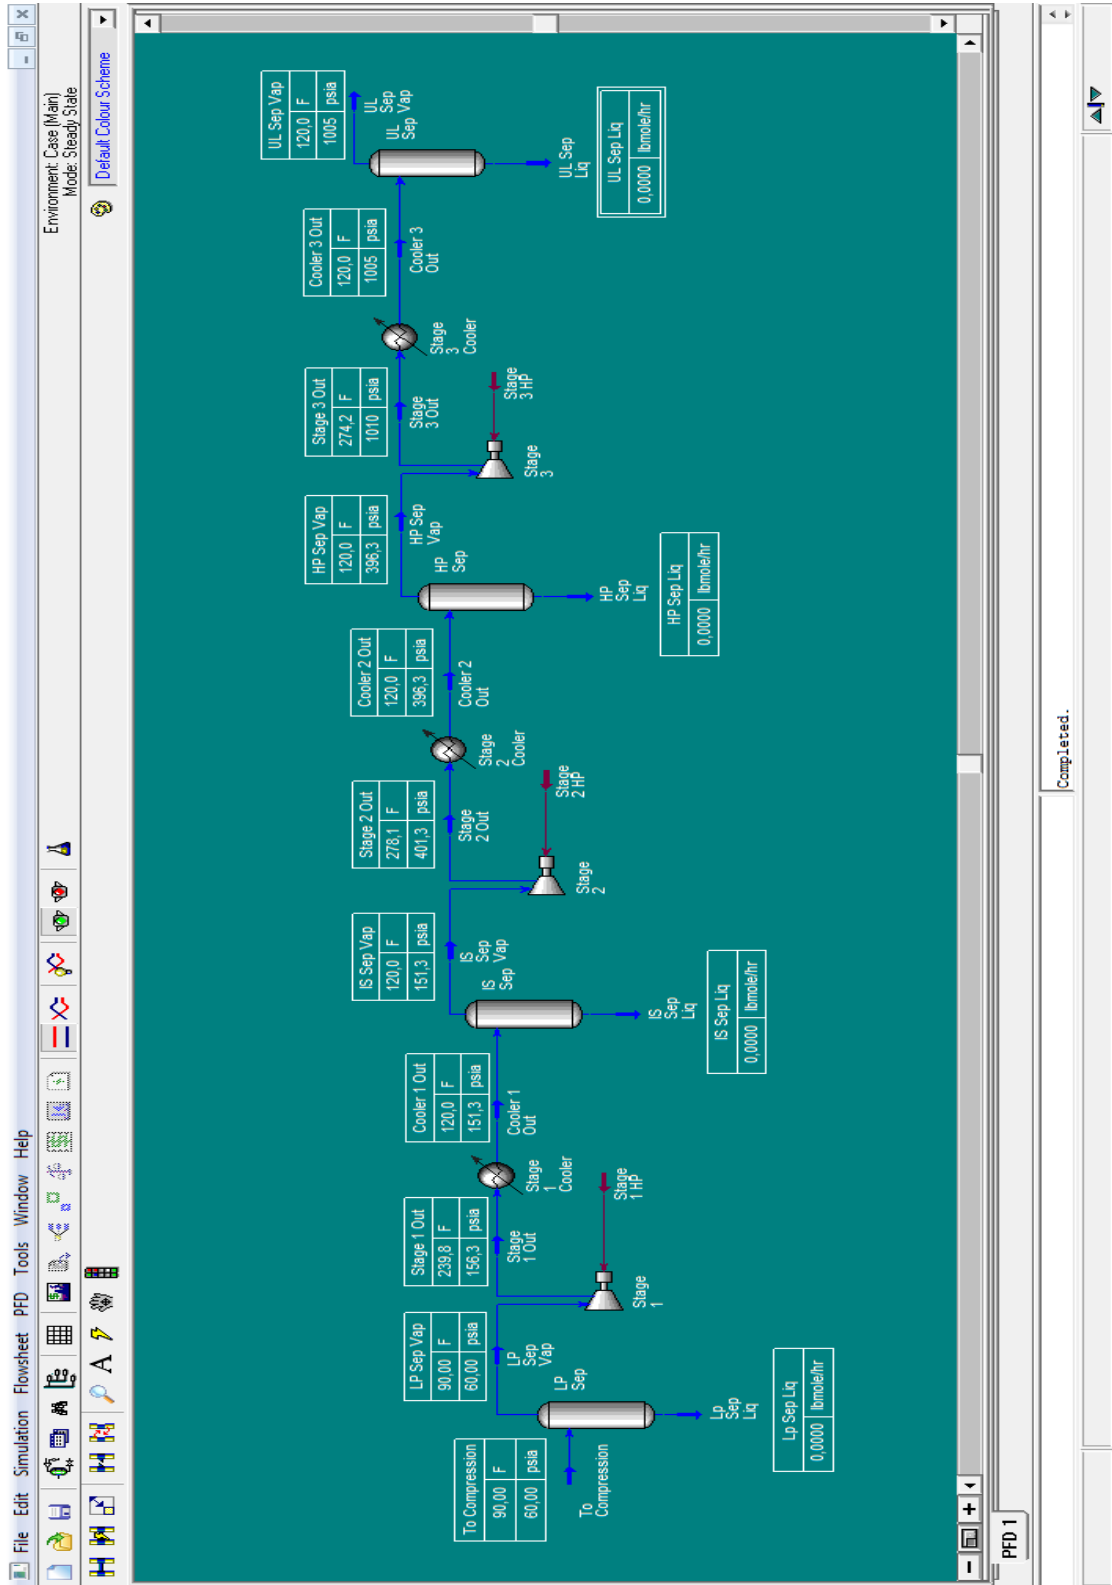 File Edit Simulation Flowsheet PFD Tools Window Help
Environment: Case (Main)
Mode: Steady State
A
Default Colour Scheme
To Compression
90,00 F
60,00 psia
To
Compression
LP
Sep
Lp
Sep
Liq
Lp Sep Liq
0,0000 lbmole/hr
LP Sep Vap
90,00 F
60,00 psia
LP
Sep
Vap
Stage
1
Stage
1 HP
Stage 1 Out
239,8 F
156,3 psia
Stage
1 Out
Stage
1
Cooler
Cooler 1 Out
120,0 F
151,3 psia
Cooler 1
Out
IS
Sep
IS
Sep
Liq
IS Sep Liq
0,0000 lbmole/hr
IS Sep Vap
120,0 F
151,3 psia
IS
Sep
Vap
Stage
2
Stage
2 HP
Stage 2 Out
278,1 F
401,3 psia
Stage
2 Out
Stage
2
Cooler
Cooler 2 Out
120,0 F
396,3 psia
Cooler 2
Out
HP
Sep
HP
Sep
Liq
HP Sep Liq
0,0000 lbmole/hr
HP Sep Vap
120,0 F
396,3 psia
HP Sep
Vap
Stage
3
Stage
3 HP
Stage 3 Out
274,2 F
1010 psia
Stage
3 Out
Stage
3
Cooler
Cooler 3 Out
120,0 F
1005 psia
Cooler 3
Out
UL
Sep
UL Sep
Liq
UL Sep Liq
0,0000 lbmole/hr
UL Sep Vap
120,0 F
1005 psia
UL
Sep
Vap
PFD 1
Completed.